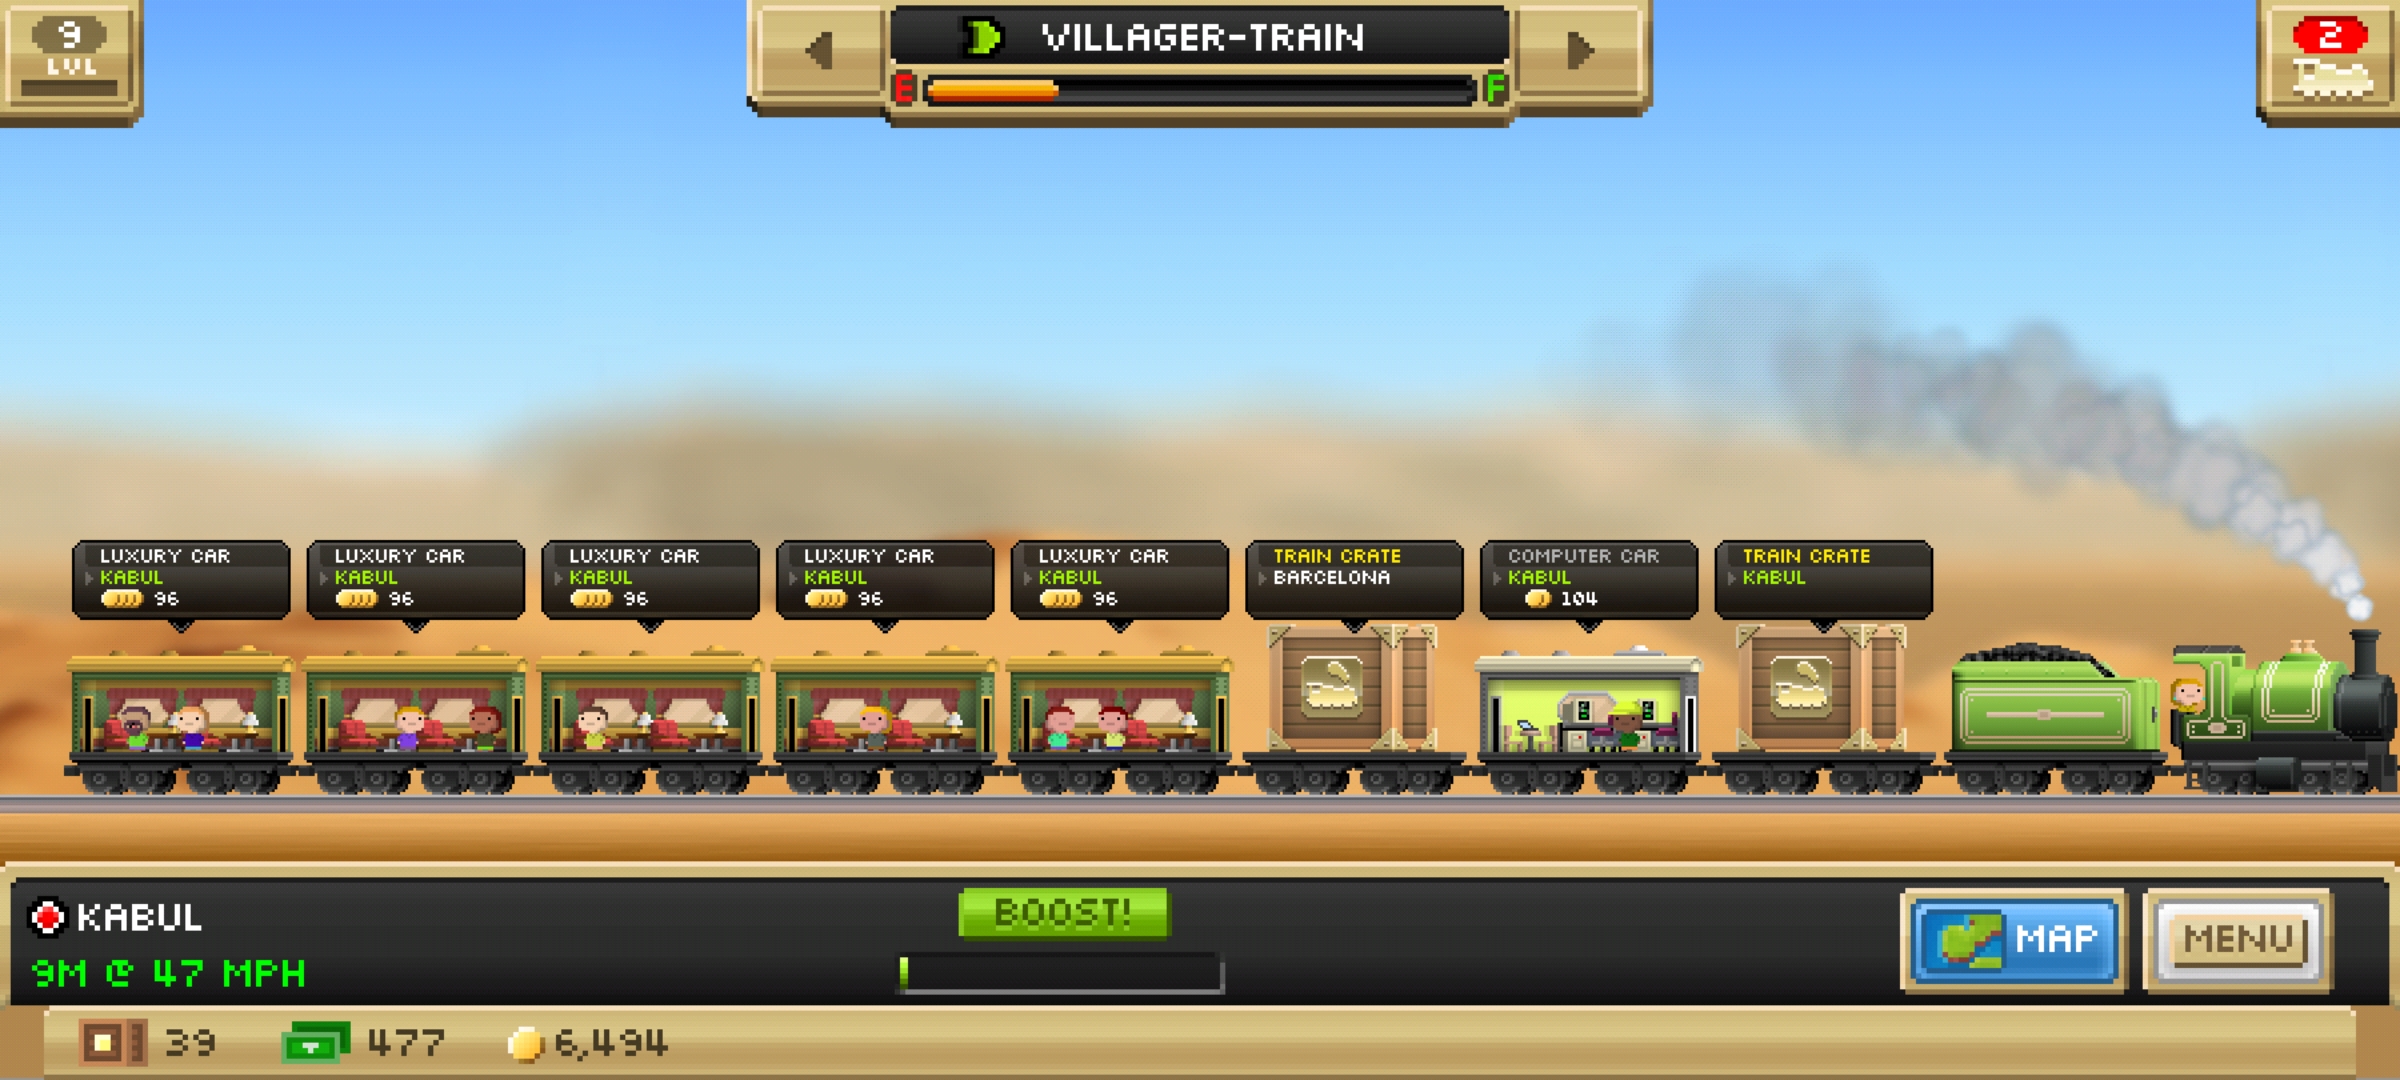 9
LVL
VILLAGER-TRAIN
E F
2
LUXURY CAR
KABUL
96
LUXURY CAR
KABUL
96
LUXURY CAR
KABUL
96
LUXURY CAR
KABUL
96
LUXURY CAR
KABUL
96
TRAIN CRATE
BARCELONA
COMPUTER CAR
KABUL
104
TRAIN CRATE
KABUL
KABUL
9M @ 47 MPH
BOOST!
MAP
MENU
39 477 6,494